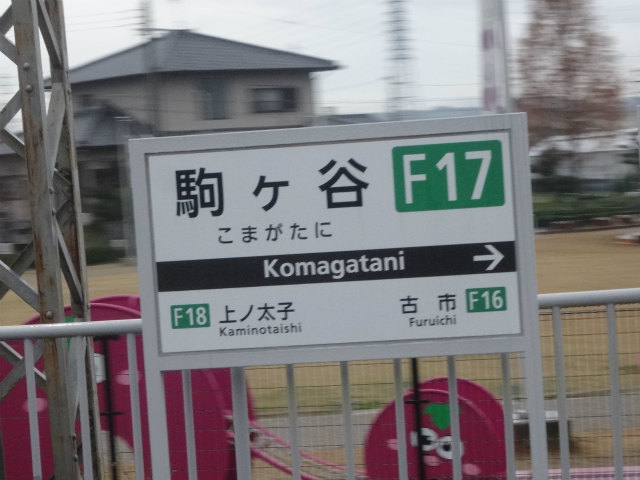 駒ヶ谷 F17
こまがたに
Komagatani →
F18 上ノ太子 古市 F16
Kaminotaishi Furuichi